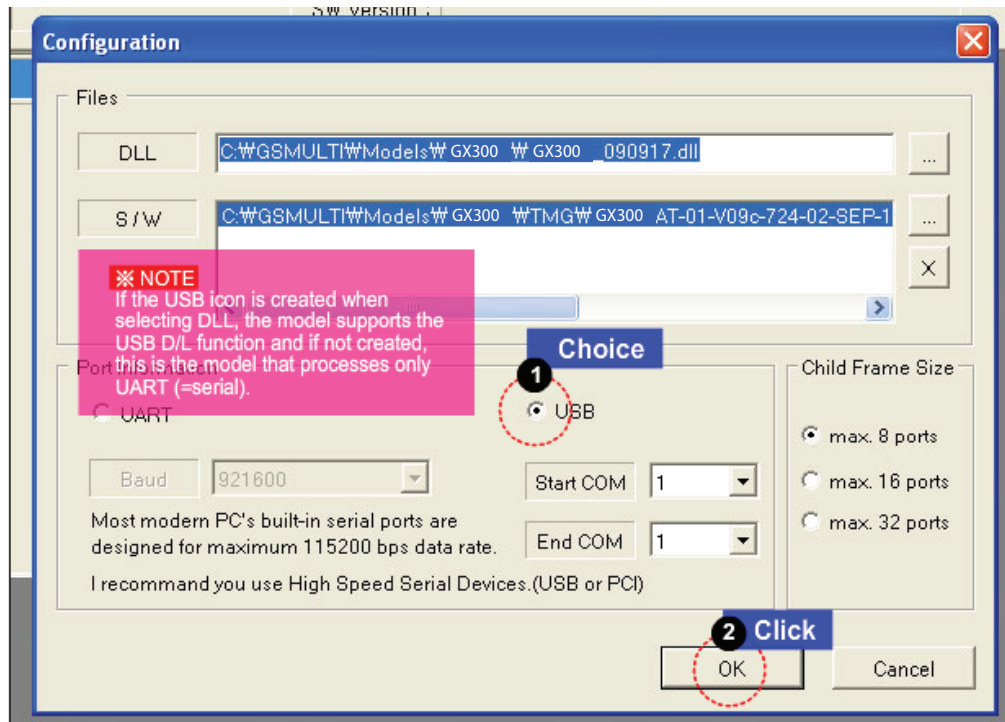 SW Version :
Configuration
Files
DLL
C:₩GSMULTI₩Models₩ GX300 ₩ GX300 _090917.dll
...
S/W
C:₩GSMULTI₩Models₩ GX300 ₩TMG₩ GX300 AT-01-V09c-724-02-SEP-1
...
X
※ NOTE
If the USB icon is created when
selecting DLL, the model supports the
USB D/L function and if not created,
this is the model that processes only
UART (=serial).
Port Information
Choice
1
UART
USB
Baud
921600
Start COM
1
End COM
1
Most modern PC's built-in serial ports are
designed for maximum 115200 bps data rate.
I recommand you use High Speed Serial Devices.(USB or PCI)
Child Frame Size
max. 8 ports
max. 16 ports
max. 32 ports
2 Click
OK
Cancel